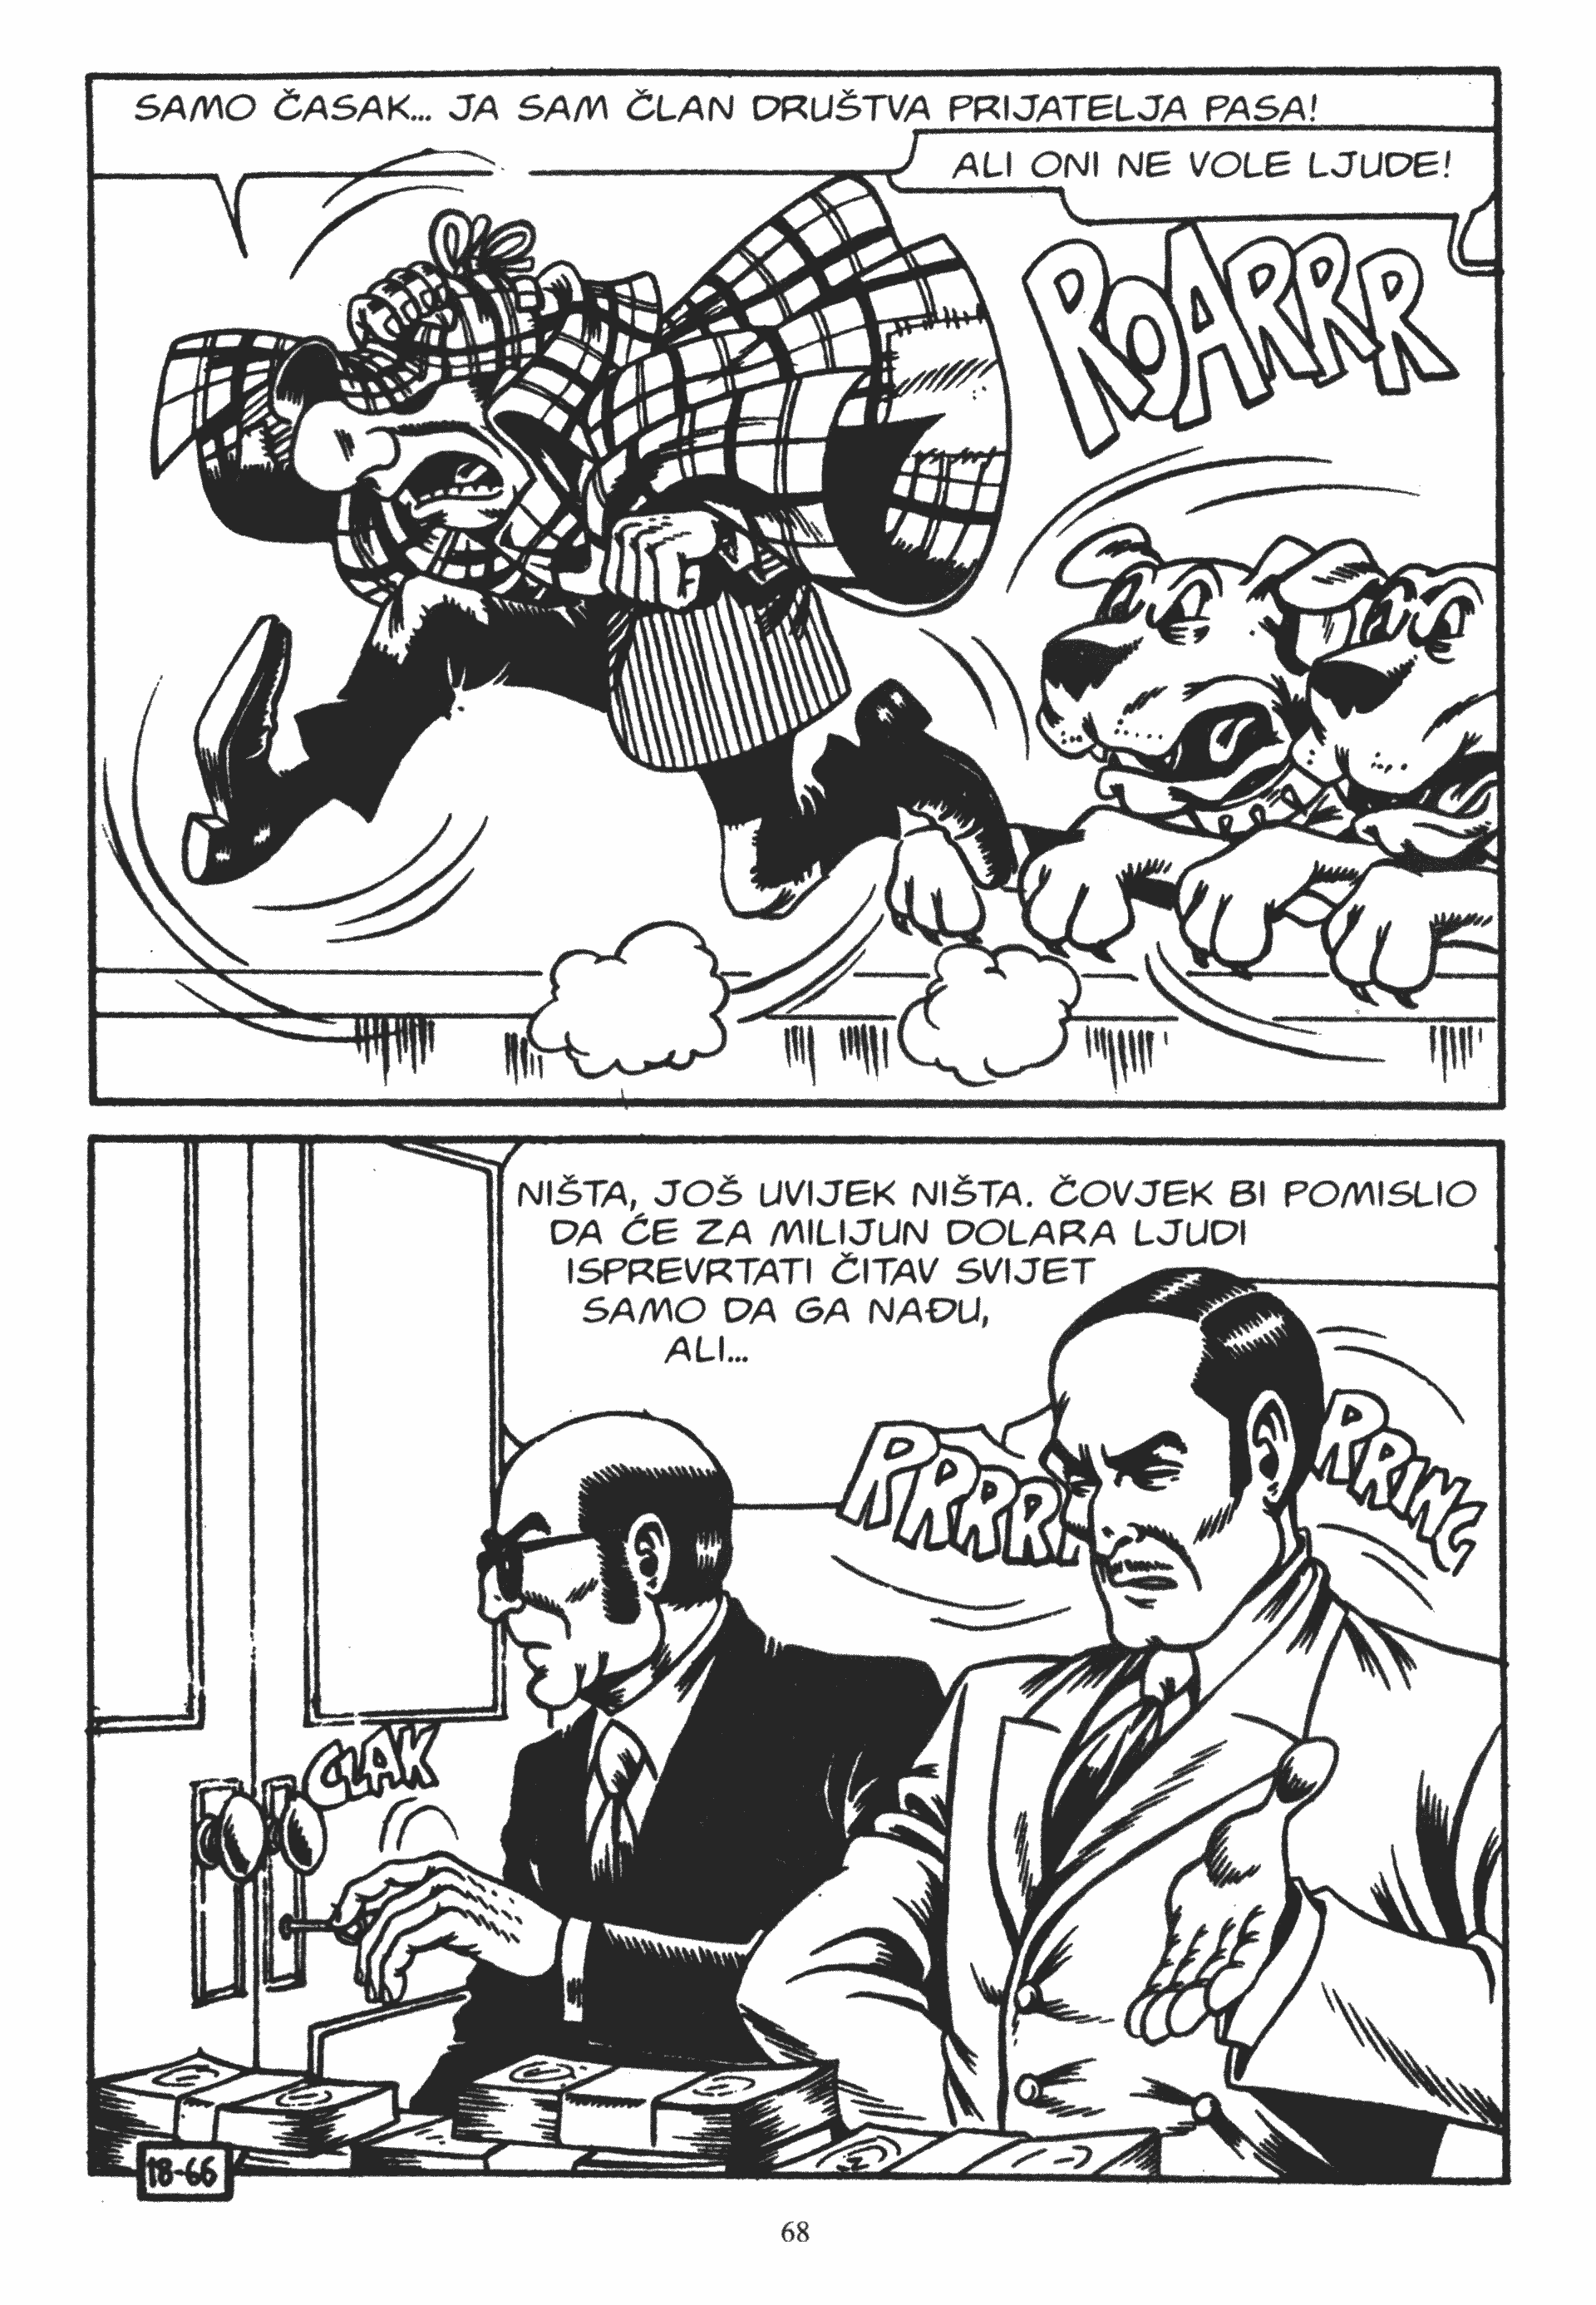 SAMO ČASAK... JA SAM ČLAN DRUŠTVA PRIJATELJA PASA!
ALI ONI NE VOLE LJUDE!
ROARRR
NIŠTA, JOŠ UVIJEK NIŠTA. ČOVJEK BI POMISLIO
DA ĆE ZA MILIJUN DOLARA LJUDI
ISPREVRTATI ČITAV SVIJET
SAMO DA GA NAĐU,
ALI...
RRRRR
RRING
CLAK
18-66
68